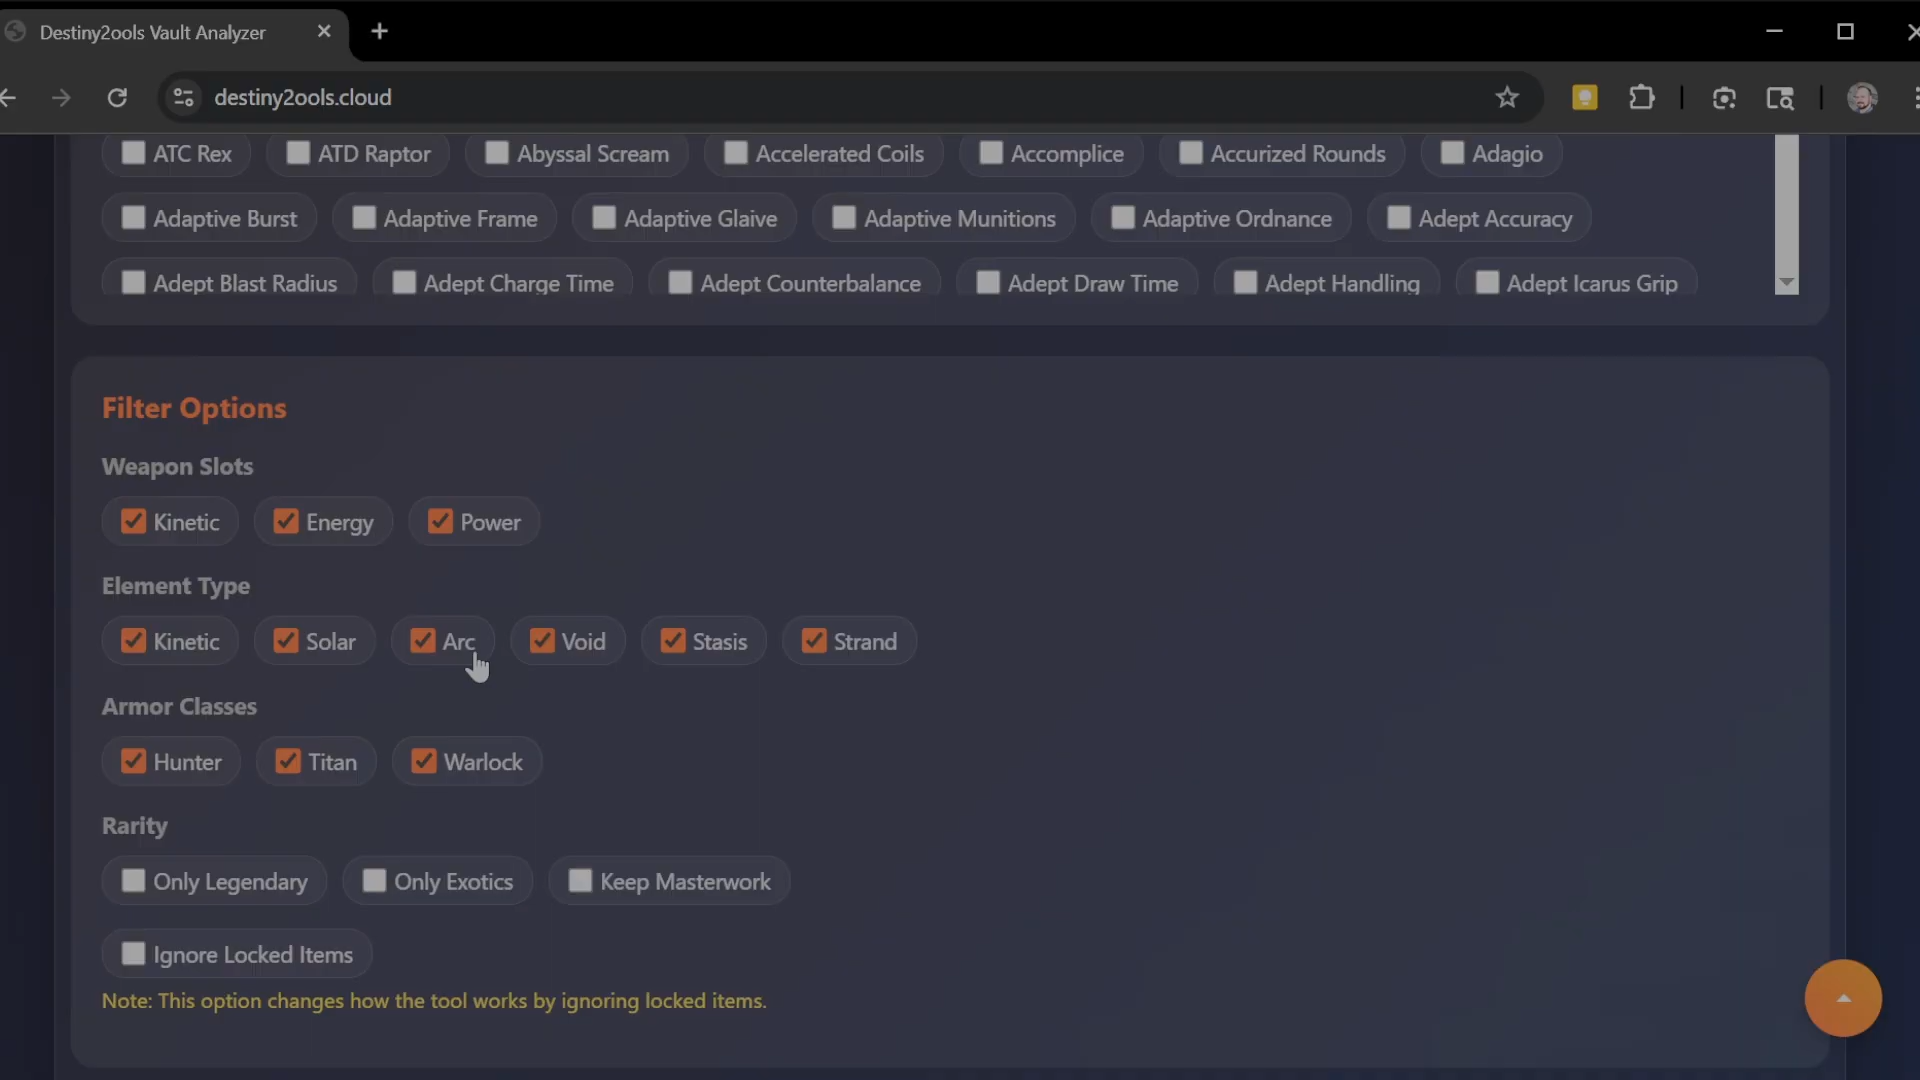 Destiny2ools Vault Analyzer
destiny2ools.cloud
ATC Rex ATD Raptor Abyssal Scream Accelerated Coils Accomplice Accurized Rounds Adagio
Adaptive Burst Adaptive Frame Adaptive Glaive Adaptive Munitions Adaptive Ordnance Adept Accuracy
Adept Blast Radius Adept Charge Time Adept Counterbalance Adept Draw Time Adept Handling Adept Icarus Grip
Filter Options
Weapon Slots
Kinetic Energy Power
Element Type
Kinetic Solar Arc Void Stasis Strand
Armor Classes
Hunter Titan Warlock
Rarity
Only Legendary Only Exotics Keep Masterwork
Ignore Locked Items
Note: This option changes how the tool works by ignoring locked items.